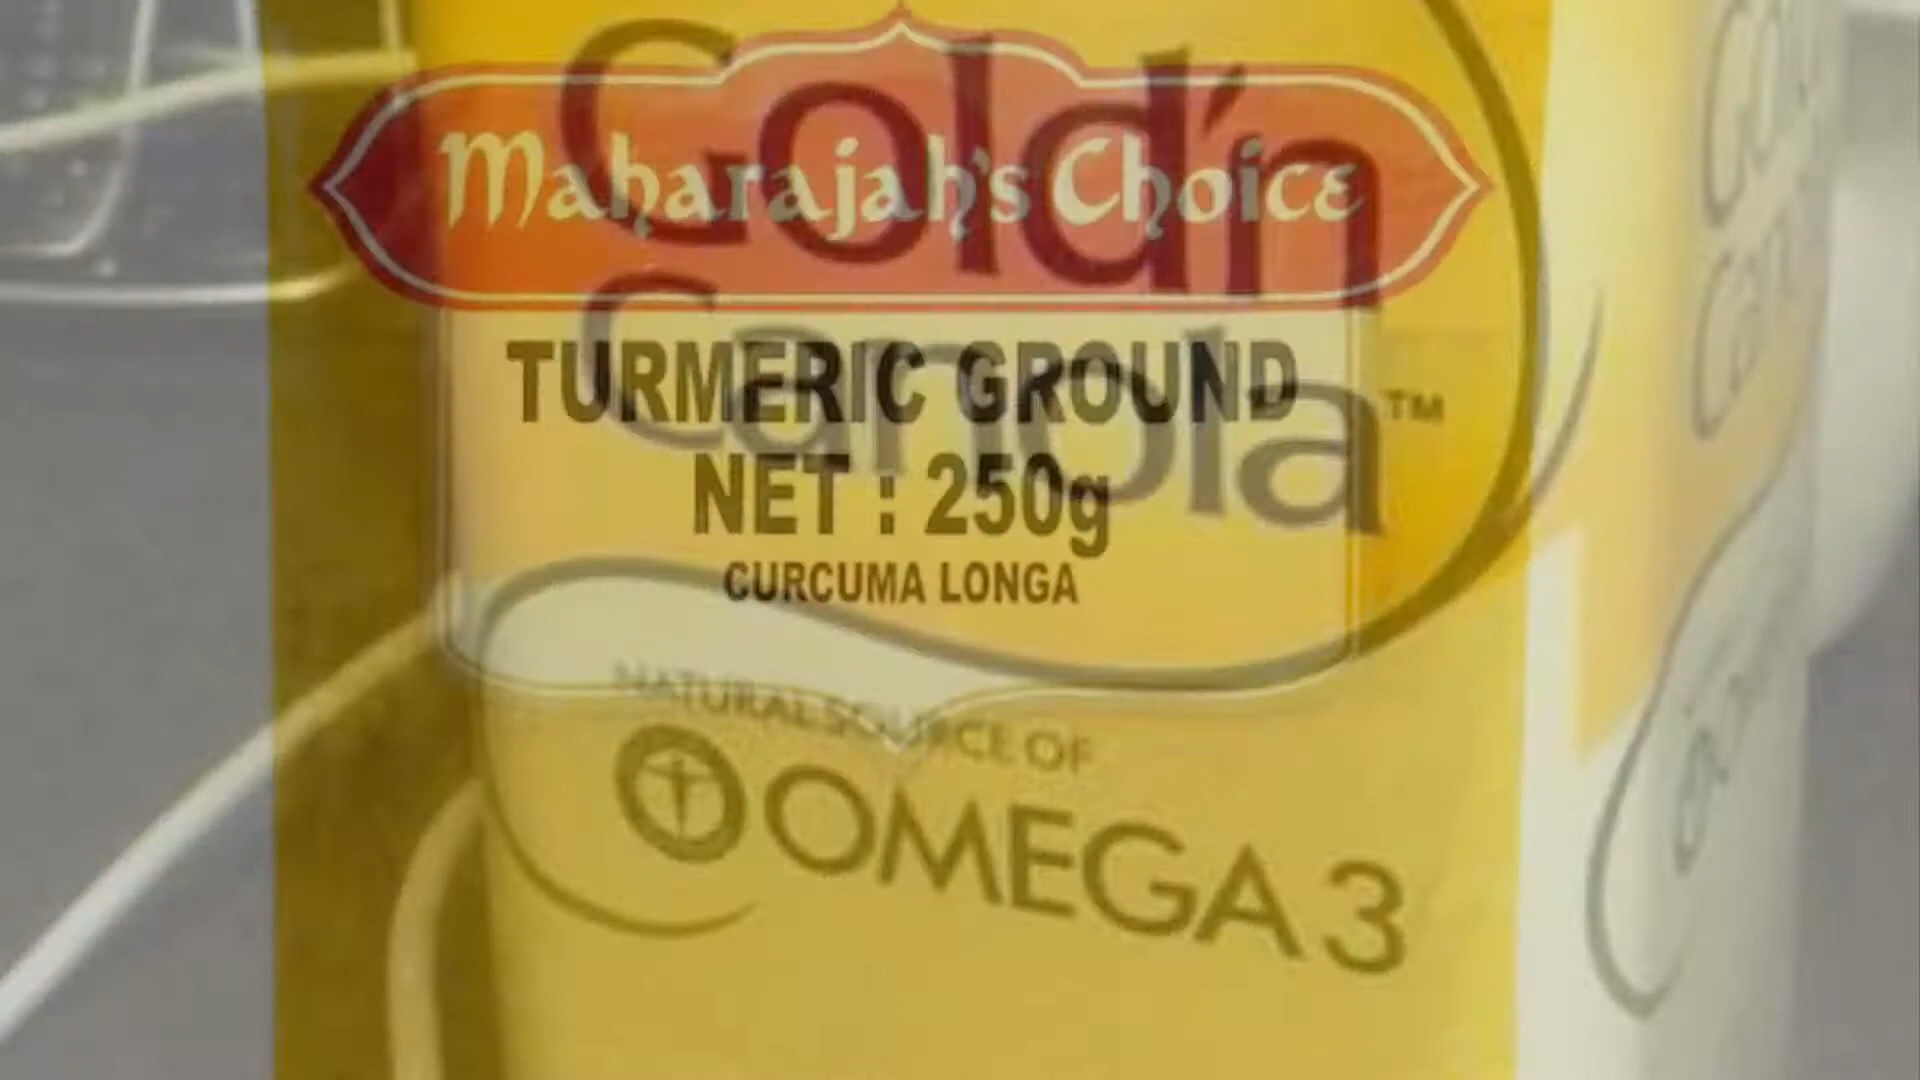 Gold'n
Canola™
NATURAL SOURCE OF
OMEGA 3
Maharajah's Choice
TURMERIC GROUND
NET : 250g
CURCUMA LONGA